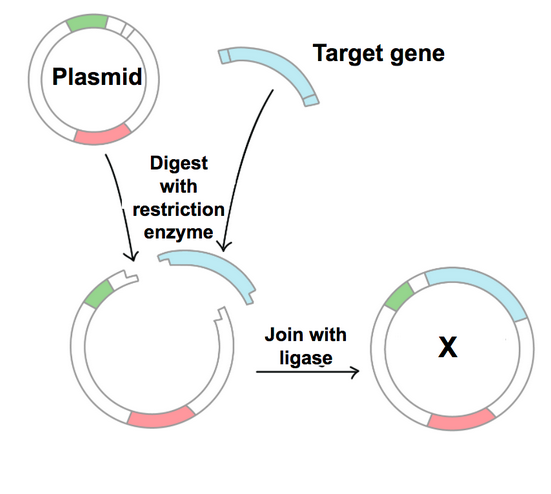 Plasmid
Target gene
Digest
with
restriction
enzyme
Join with
ligase
X